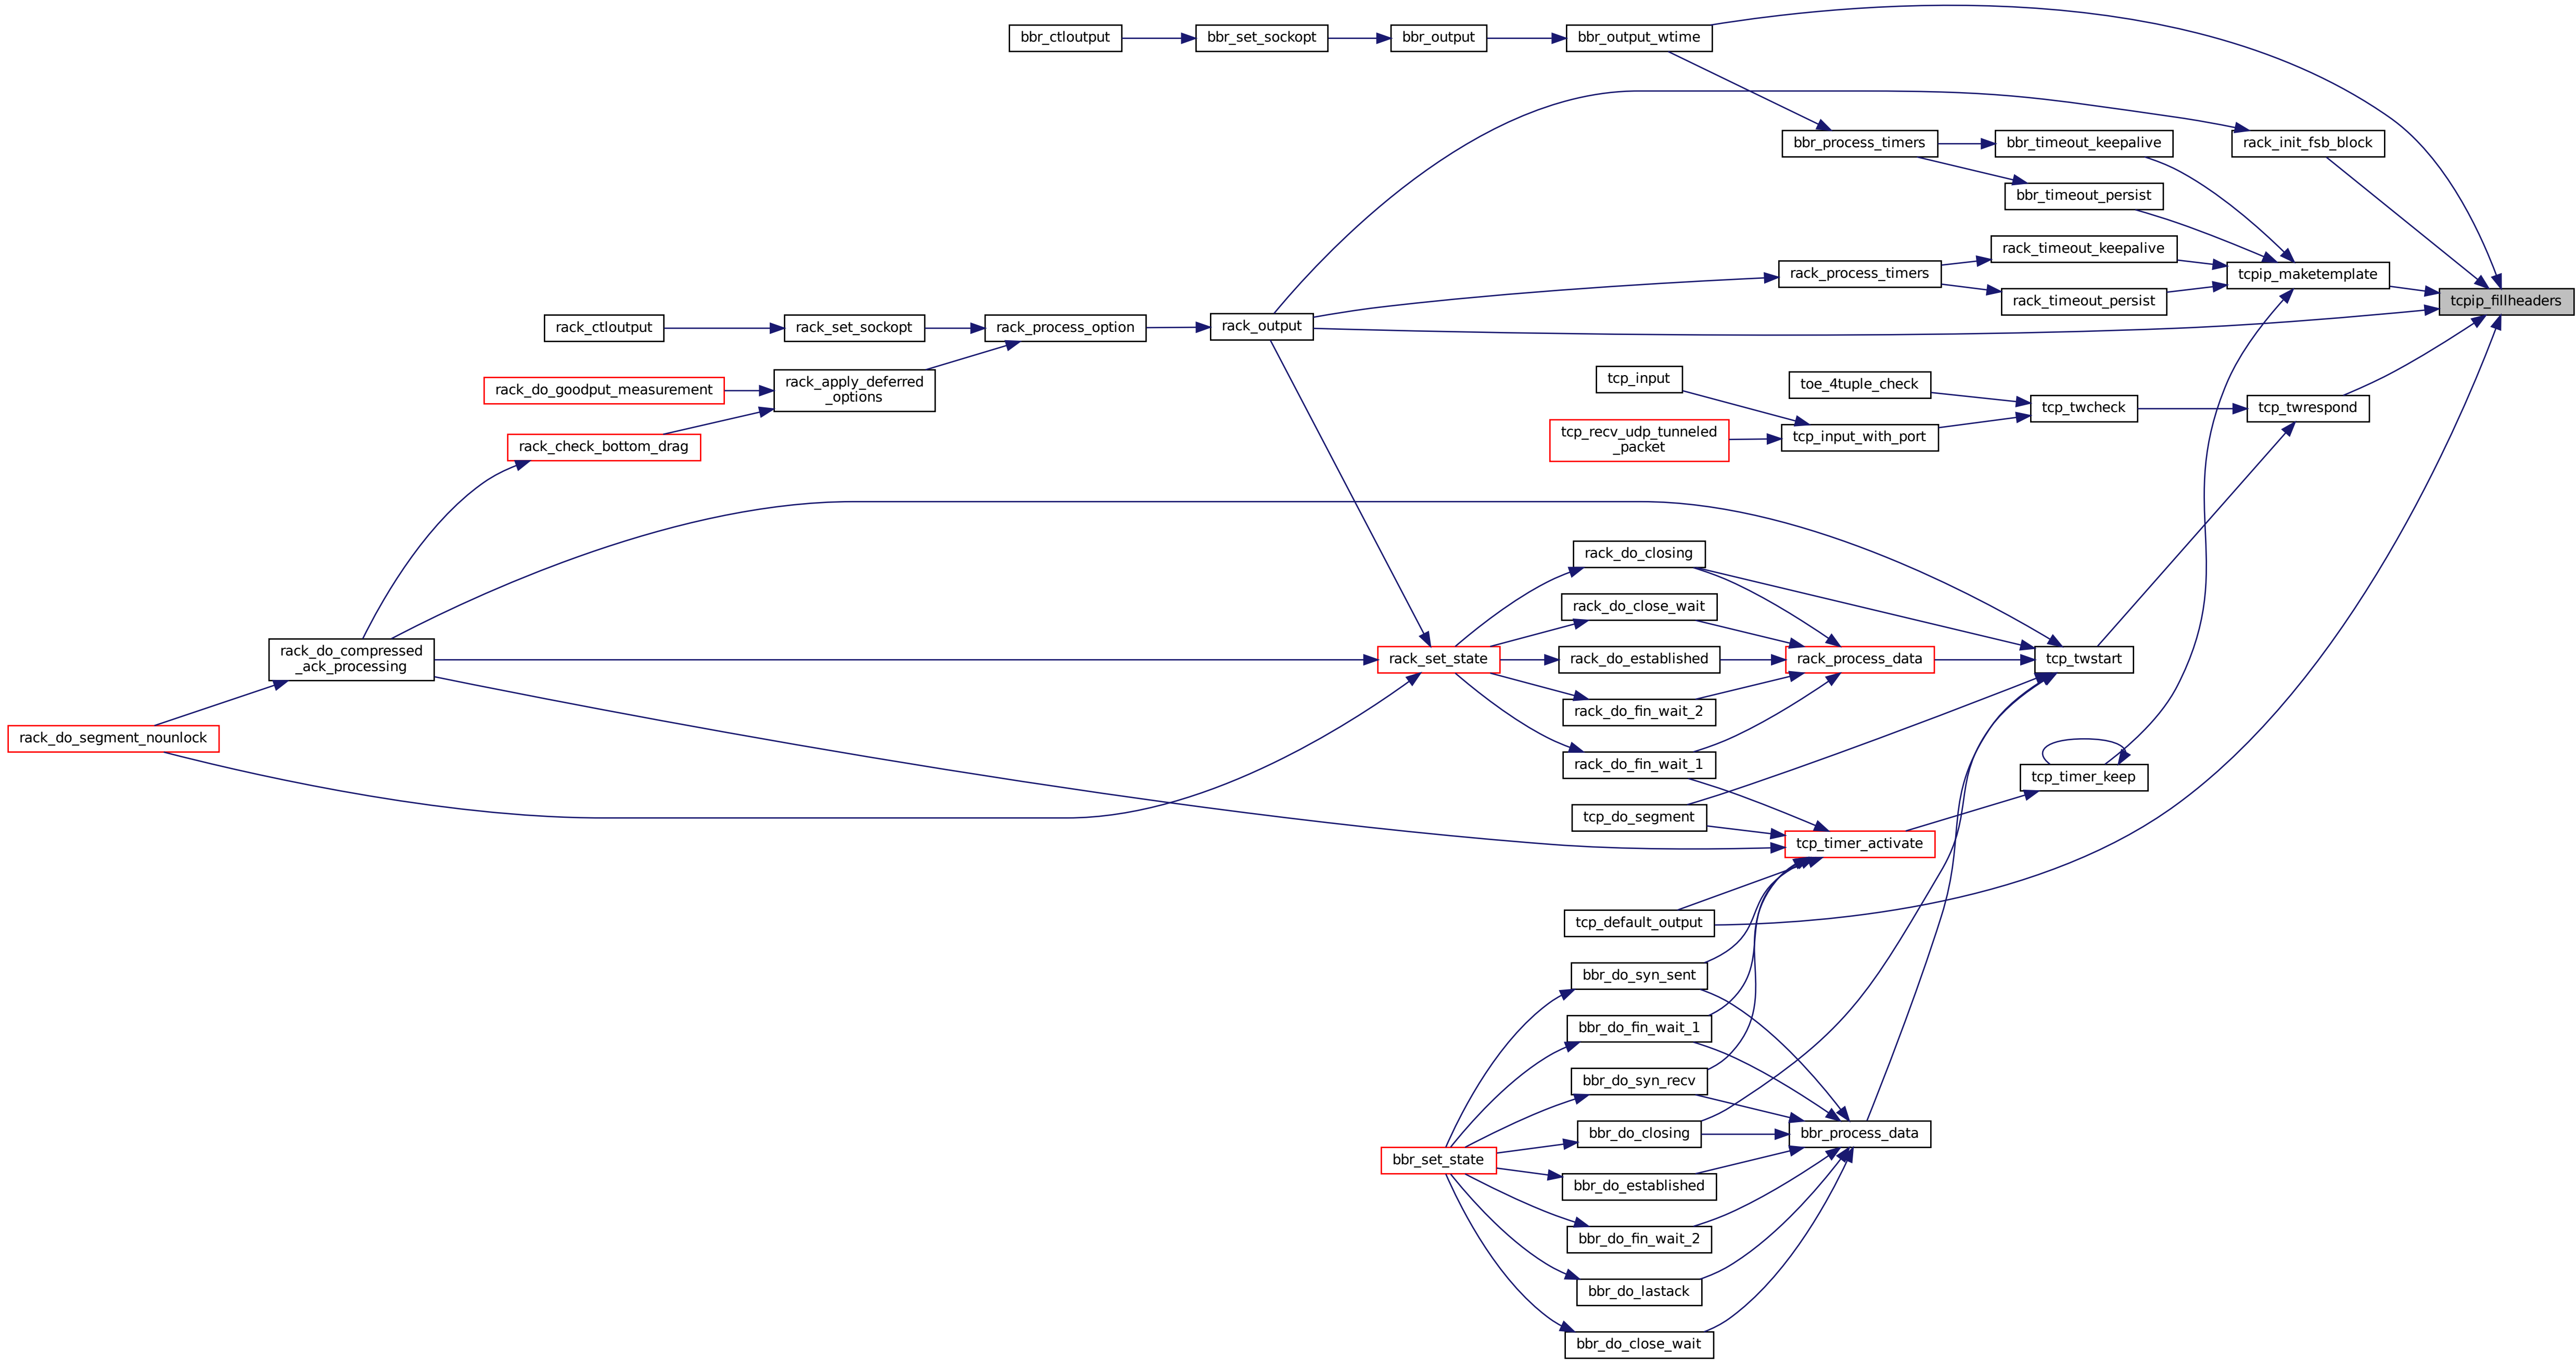 bbr_ctloutput
bbr_set_sockopt
bbr_output
bbr_output_wtime
bbr_process_timers
bbr_timeout_keepalive
rack_init_fsb_block
bbr_timeout_persist
rack_timeout_keepalive
rack_process_timers
tcpip_maketemplate
rack_timeout_persist
tcpip_fillheaders
rack_ctloutput
rack_set_sockopt
rack_process_option
rack_output
rack_do_goodput_measurement
rack_apply_deferred
_options
tcp_input
toe_4tuple_check
tcp_twcheck
tcp_twrespond
rack_check_bottom_drag
tcp_recv_udp_tunneled
_packet
tcp_input_with_port
rack_do_closing
rack_do_close_wait
rack_do_compressed
_ack_processing
rack_set_state
rack_do_established
rack_process_data
tcp_twstart
rack_do_fin_wait_2
rack_do_segment_nounlock
rack_do_fin_wait_1
tcp_timer_keep
tcp_do_segment
tcp_timer_activate
tcp_default_output
bbr_do_syn_sent
bbr_do_fin_wait_1
bbr_do_syn_recv
bbr_do_closing
bbr_process_data
bbr_set_state
bbr_do_established
bbr_do_fin_wait_2
bbr_do_lastack
bbr_do_close_wait